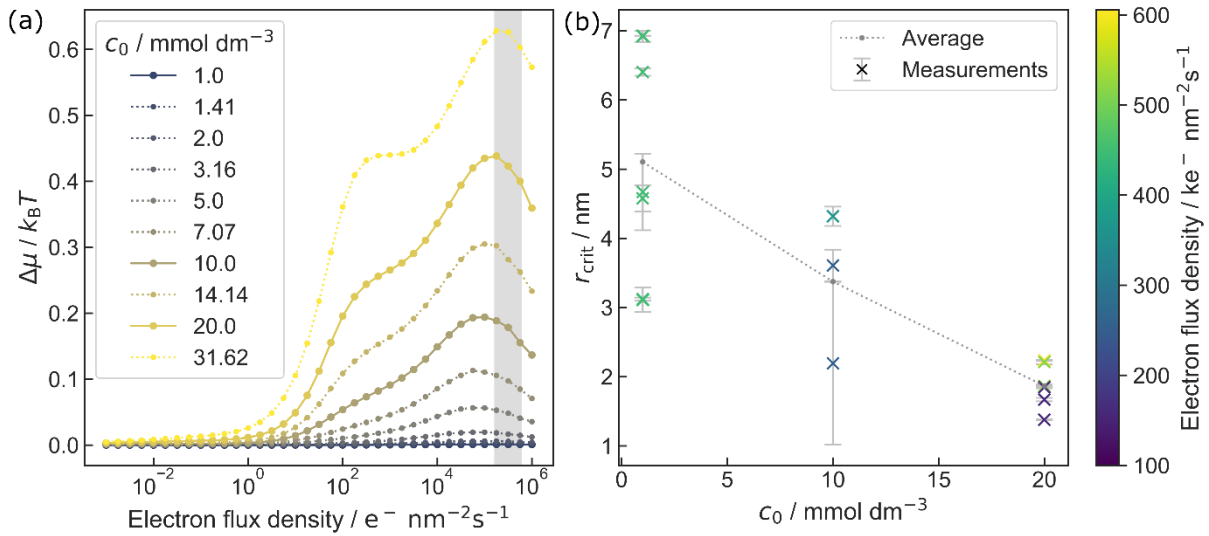 (a)
Δμ / k_BT
0.6
0.5
0.4
0.3
0.2
0.1
0.0
c₀ / mmol dm⁻³
1.0
1.41
2.0
3.16
5.0
7.07
10.0
14.14
20.0
31.62
10⁻² 10⁰ 10² 10⁴ 10⁶
Electron flux density / e⁻ nm⁻²s⁻¹
(b)
r_crit / nm
7
6
5
4
3
2
1
Average
Measurements
0 5 10 15 20
c₀ / mmol dm⁻³
600
500
400
300
200
100
Electron flux density / ke⁻ nm⁻²s⁻¹